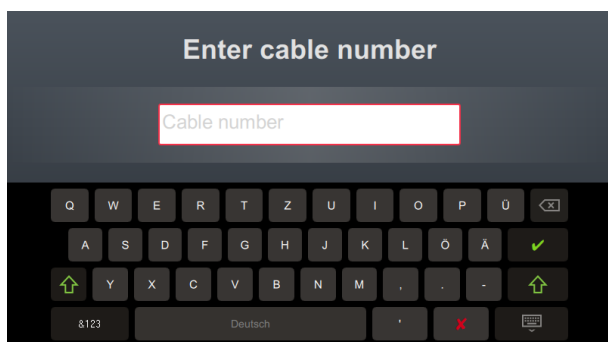 Enter cable number
Cable number
Q W E R T Z U I O P Ü
A S D F G H J K L Ö Ä
Y X C V B N M , . -
&123 Deutsch '